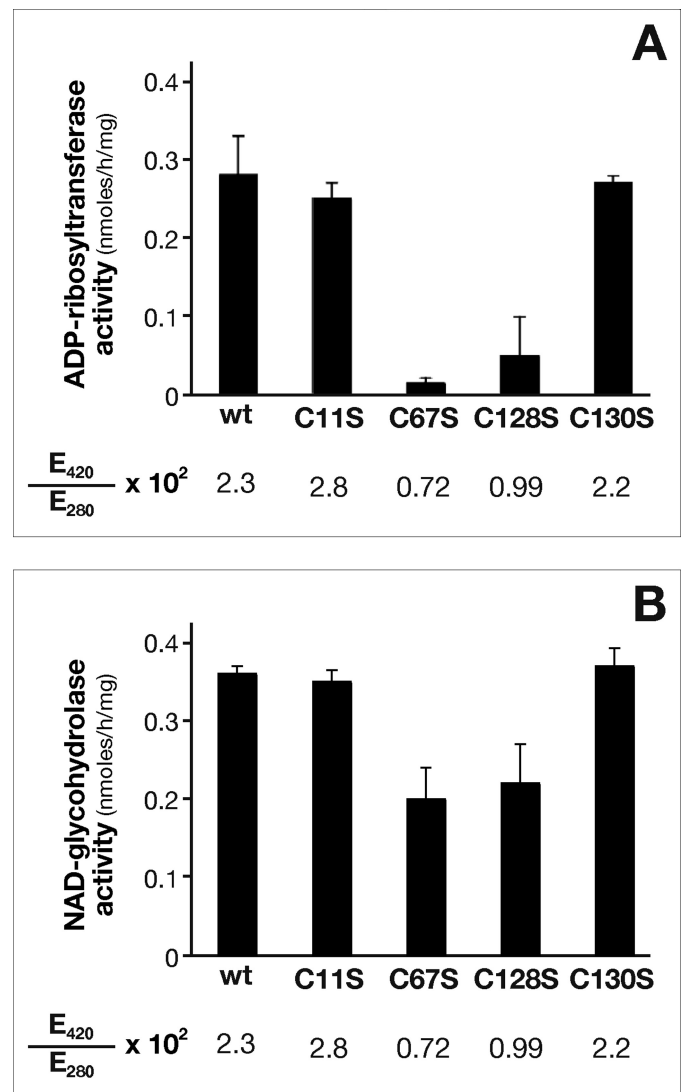 A
ADP-ribosyltransferase
activity (nmoles/h/mg)
0.4
0.3
0.2
0.1
0
wt C11S C67S C128S C130S
E420
E280
x 10²
2.3 2.8 0.72 0.99 2.2
B
NAD-glycohydrolase
activity (nmoles/h/mg)
0.4
0.3
0.2
0.1
0
wt C11S C67S C128S C130S
E420
E280
x 10²
2.3 2.8 0.72 0.99 2.2